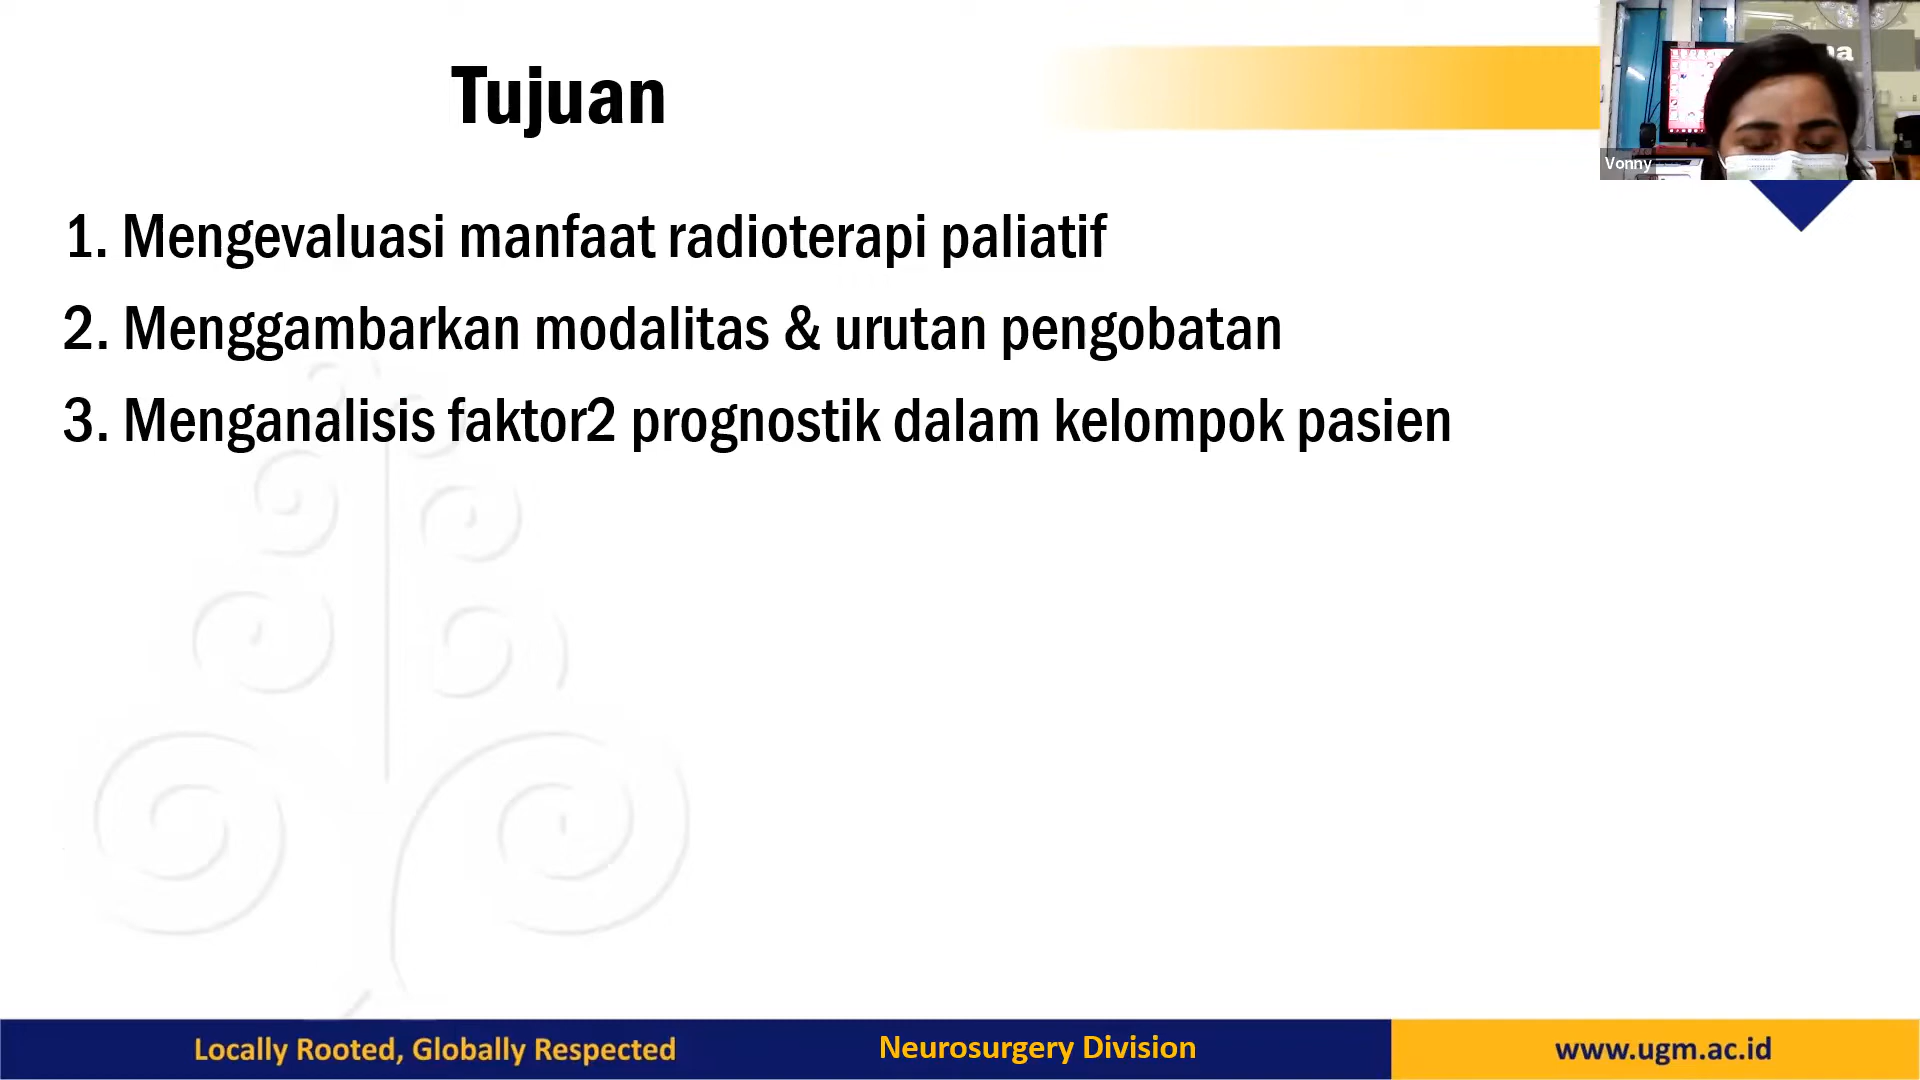 Tujuan
Vonny
1. Mengevaluasi manfaat radioterapi paliatif
2. Menggambarkan modalitas & urutan pengobatan
3. Menganalisis faktor2 prognostik dalam kelompok pasien
Locally Rooted, Globally Respected
Neurosurgery Division
www.ugm.ac.id